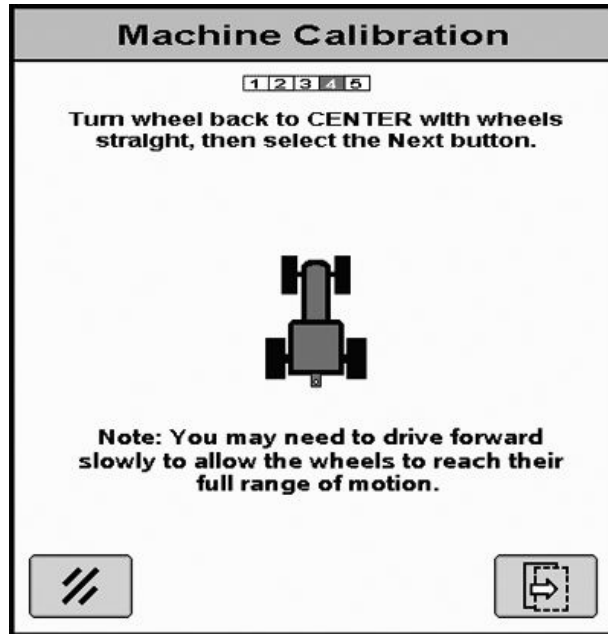 Machine Calibration
1 2 3 4 5
Turn wheel back to CENTER with wheels
straight, then select the Next button.
Note: You may need to drive forward
slowly to allow the wheels to reach their
full range of motion.